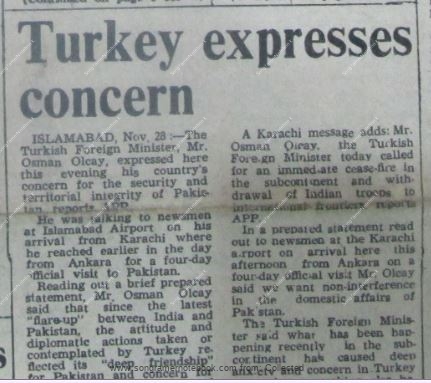 Turkey expresses
concern
ISLAMABAD, Nov, 28 :—The
Turkish Foreign Minister, Mr.
Osman Olcay, expressed here
this evening his country's
concern for the security and
territorial integrity of Pakis-
tan, reports APP.
He was talking to newsmen
at Islamabad Airport on his
arrival from Karachi where
he reached earlier in the day
from Ankara for a four-day
official visit to Pakistan.
Reading out a brief prepared
statement, Mr. Osman Olcay
said that since the latest
"flare-up" between India and
Pakistan, the attitude and
diplomatic actions taken or
contemplated by Turkey re-
flected its "deep friendship"
for Pakistan and concern for
A Karachi message adds: Mr.
Osman Olcay, the Turkish
Foreign Minister today called
for an immediate cease-fire in
the subcontinent and with-
drawal of Indian troops to
international frontiers reports
APP.
In a prepared statement read
out to newsmen at the Karachi
airport on arrival here this
afternoon from Ankara on a
four-day official visit Mr Olcay
said we want non-interference
in the domestic affairs of
Pakistan.
The Turkish Foreign Minis-
ter said what has been hap-
pening recently in the sub-
continent has caused deep
anxiety and concern in Turkey